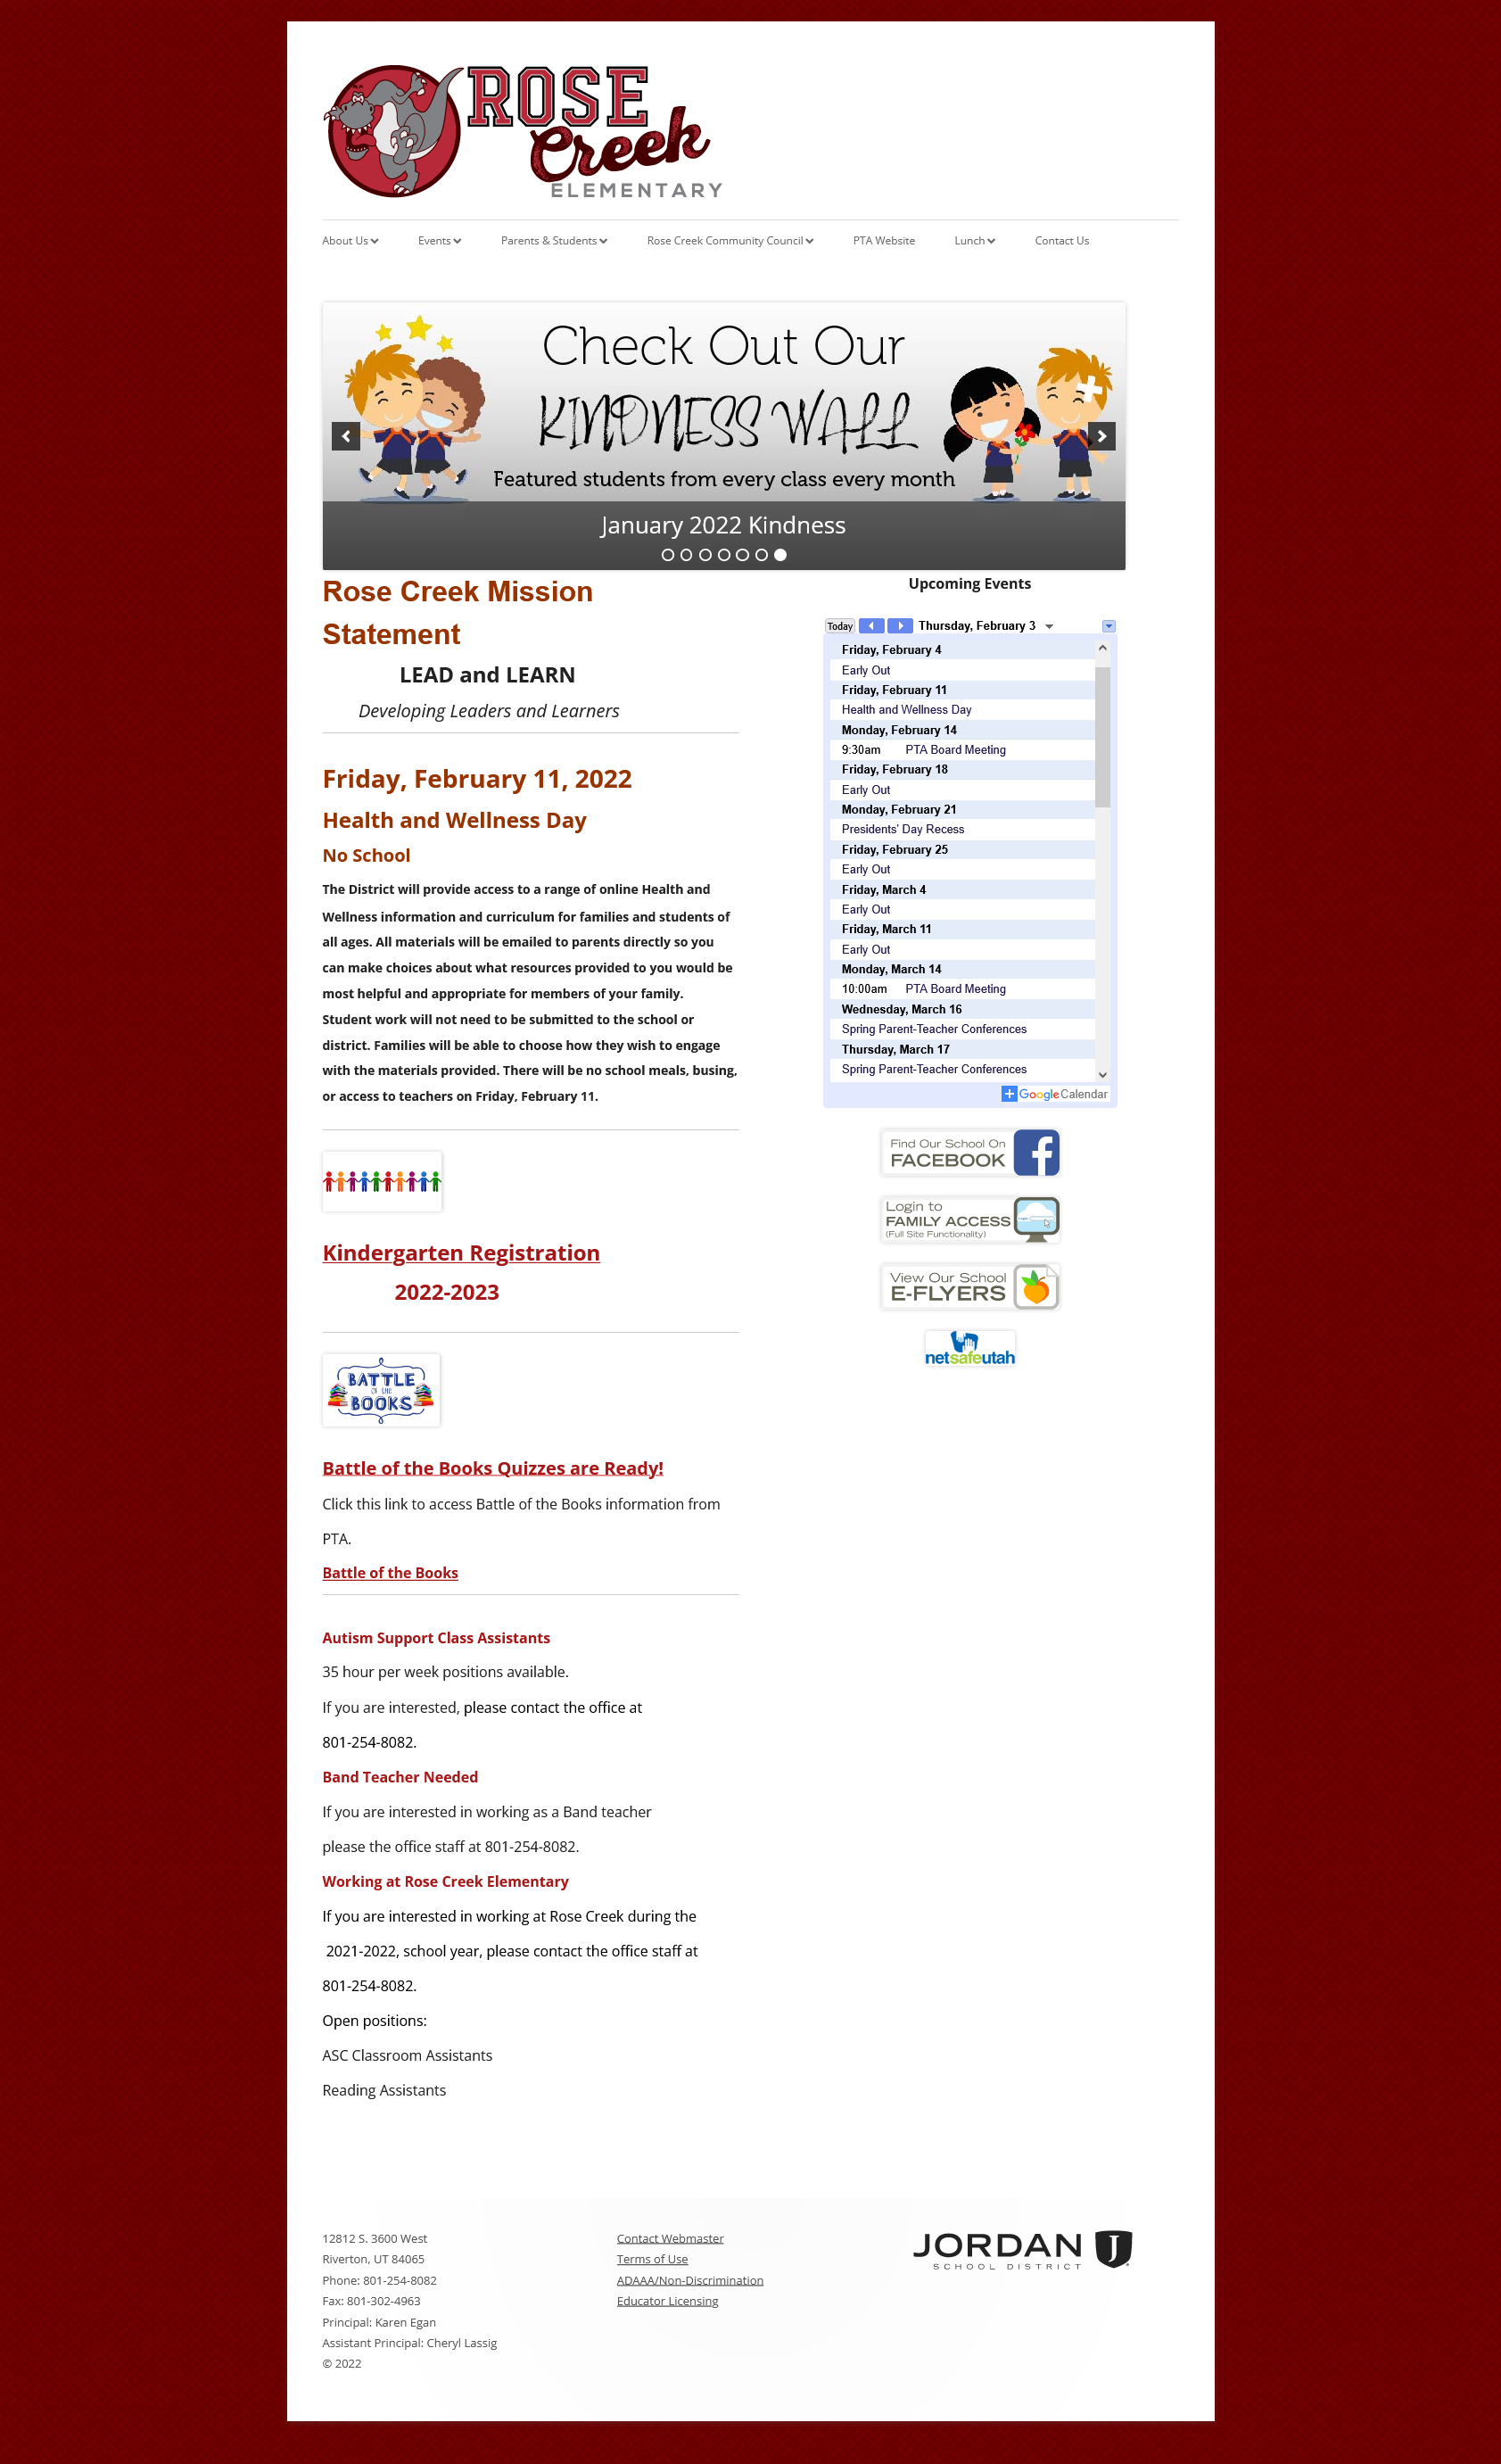 ROSE
Creek
ELEMENTARY
About Us
Events
Parents & Students
Rose Creek Community Council
PTA Website
Lunch
Contact Us
Check Out Our
KINDNESS WALL
Featured students from every class every month
January 2022 Kindness
Rose Creek Mission
Statement
LEAD and LEARN
Developing Leaders and Learners
Friday, February 11, 2022
Health and Wellness Day
No School
The District will provide access to a range of online Health and
Wellness information and curriculum for families and students of
all ages. All materials will be emailed to parents directly so you
can make choices about what resources provided to you would be
most helpful and appropriate for members of your family.
Student work will not need to be submitted to the school or
district. Families will be able to choose how they wish to engage
with the materials provided. There will be no school meals, busing,
or access to teachers on Friday, February 11.
Kindergarten Registration
2022-2023
BATTLE
OF THE
BOOKS
Battle of the Books Quizzes are Ready!
Click this link to access Battle of the Books information from
PTA.
Battle of the Books
Autism Support Class Assistants
35 hour per week positions available.
If you are interested, please contact the office at
801-254-8082.
Band Teacher Needed
If you are interested in working as a Band teacher
please the office staff at 801-254-8082.
Working at Rose Creek Elementary
If you are interested in working at Rose Creek during the
2021-2022, school year, please contact the office staff at
801-254-8082.
Open positions:
ASC Classroom Assistants
Reading Assistants
Upcoming Events
Today Thursday, February 3
Friday, February 4
Early Out
Friday, February 11
Health and Wellness Day
Monday, February 14
9:30am PTA Board Meeting
Friday, February 18
Early Out
Monday, February 21
Presidents' Day Recess
Friday, February 25
Early Out
Friday, March 4
Early Out
Friday, March 11
Early Out
Monday, March 14
10:00am PTA Board Meeting
Wednesday, March 16
Spring Parent-Teacher Conferences
Thursday, March 17
Spring Parent-Teacher Conferences
Google Calendar
Find Our School On
FACEBOOK
Login to
FAMILY ACCESS
(Full Site Functionality)
View Our School
E-FLYERS
netsafeutah
12812 S. 3600 West
Riverton, UT 84065
Phone: 801-254-8082
Fax: 801-302-4963
Principal: Karen Egan
Assistant Principal: Cheryl Lassig
© 2022
Contact Webmaster
Terms of Use
ADAAA/Non-Discrimination
Educator Licensing
JORDAN J
SCHOOL DISTRICT